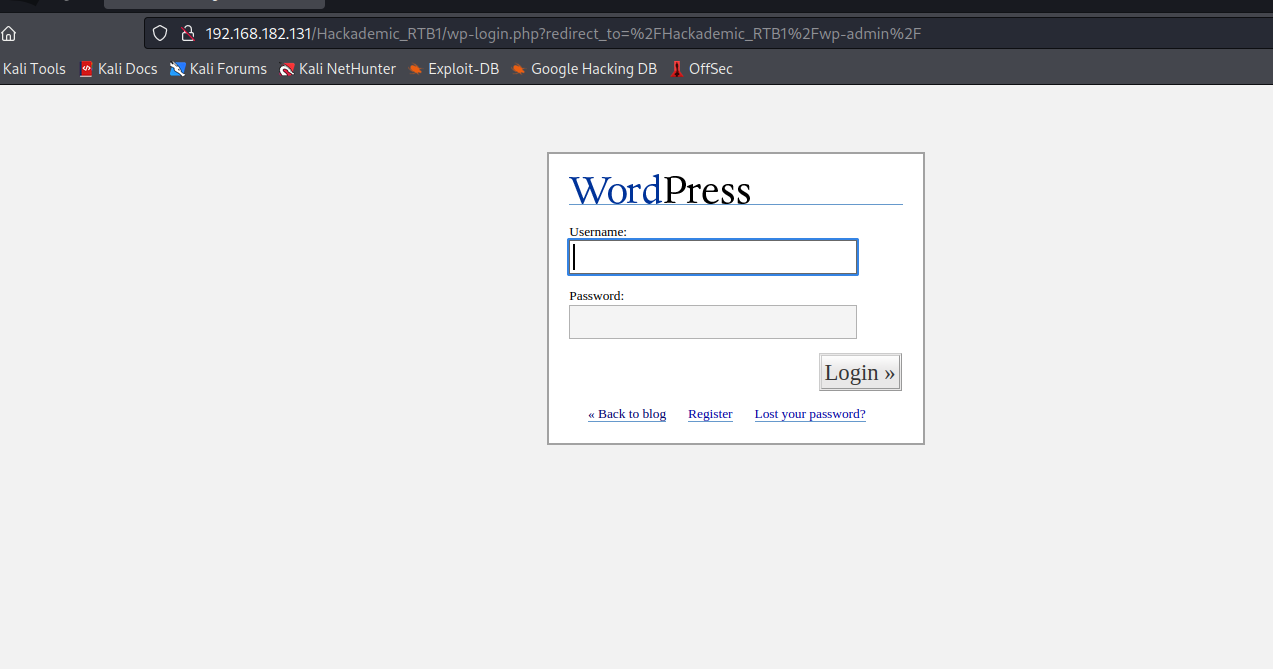 192.168.182.131/Hackademic_RTB1/wp-login.php?redirect_to=%2FHackademic_RTB1%2Fwp-admin%2F
Kali Tools Kali Docs Kali Forums Kali NetHunter Exploit-DB Google Hacking DB OffSec
WordPress
Username:
Password:
Login »
« Back to blog Register Lost your password?